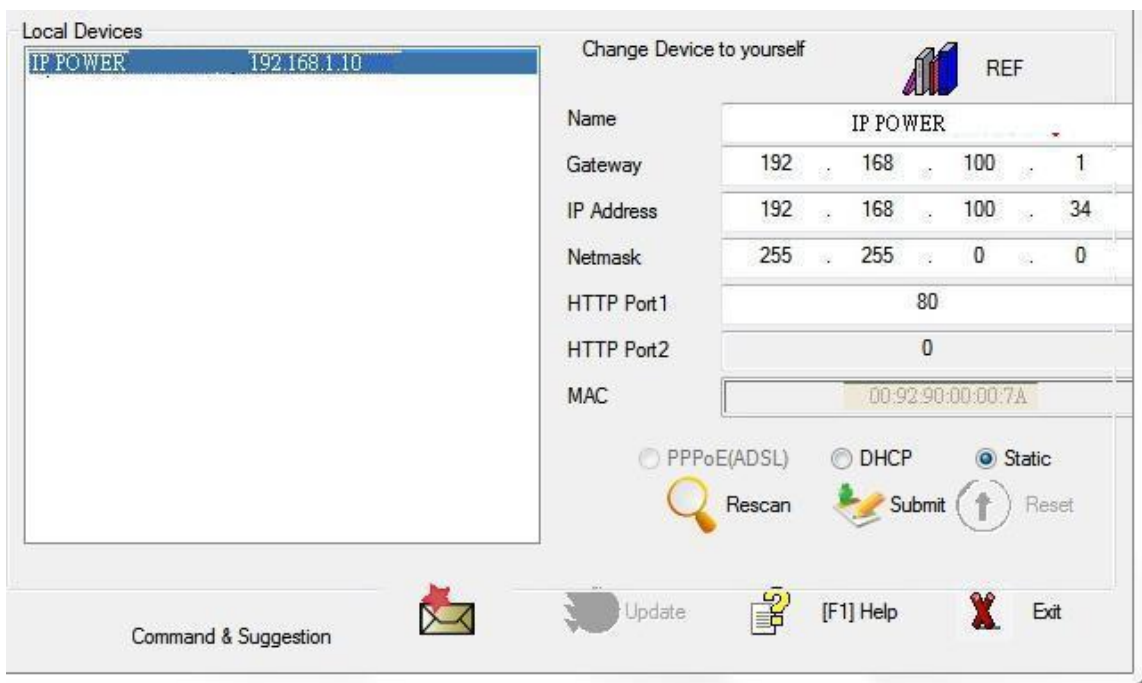 Local Devices
IP POWER 192.168.1.10
Change Device to yourself
REF
Name IP POWER
Gateway 192 . 168 . 100 . 1
IP Address 192 . 168 . 100 . 34
Netmask 255 . 255 . 0 . 0
HTTP Port1 80
HTTP Port2 0
MAC 00:92:90:00:00:7A
PPPoE(ADSL) DHCP Static
Rescan Submit Reset
Command & Suggestion Update [F1] Help Exit